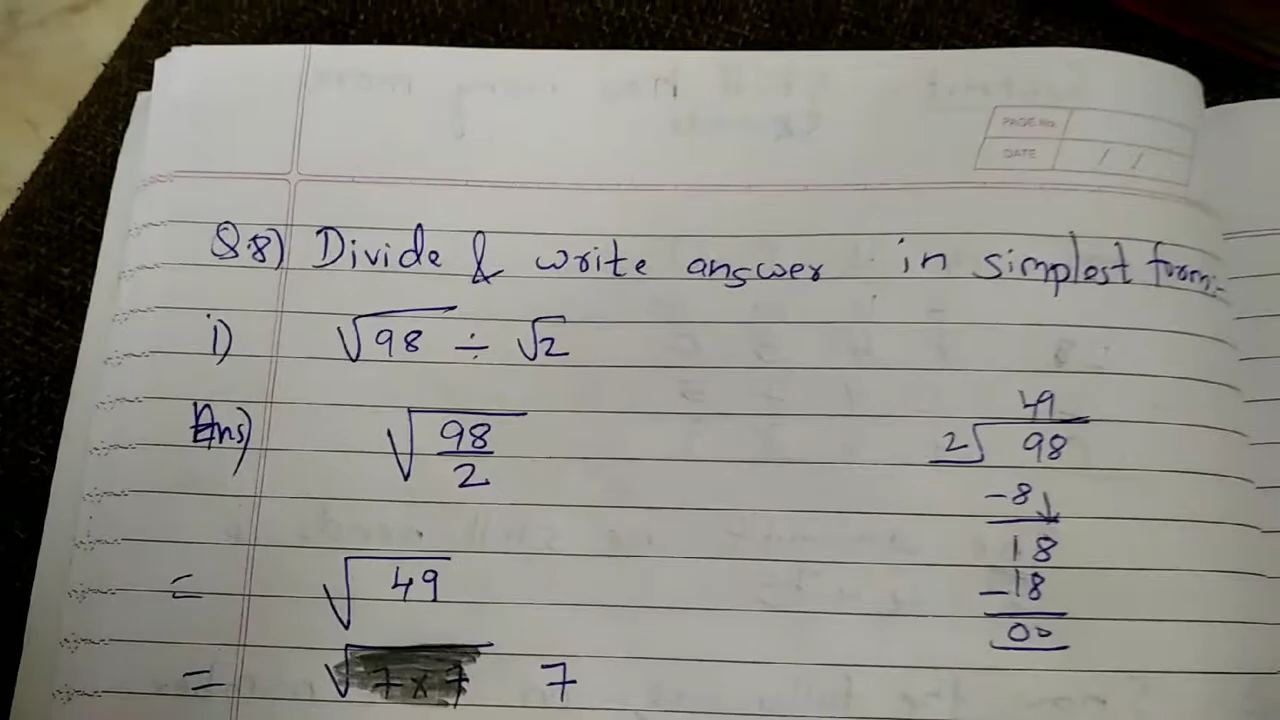 PAGE No.
DATE / /
Q.8) Divide & write answer in simplest form:-
i) √98 ÷ √2
Ans) √98/2
49
2√98
-8↓
18
-18
00
= √49
= √7×7 7